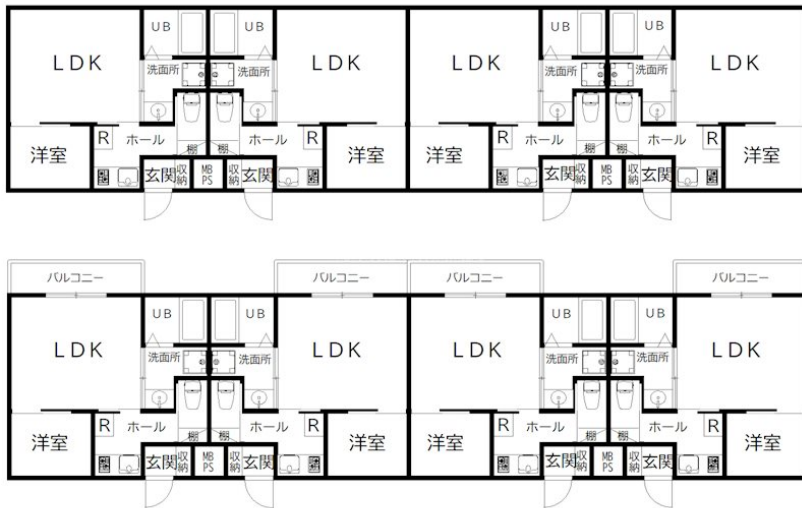 UB UB UB UB
LDK LDK LDK LDK
洗面所 洗面所 洗面所 洗面所
R ホール ホール R R ホール ホール R
洋室 棚 棚 洋室 洋室 棚 棚 洋室
玄関 収納 MB PS 収納 玄関 玄関 収納 MB PS 収納 玄関
バルコニー バルコニー バルコニー バルコニー
UB UB UB UB
LDK LDK LDK LDK
洗面所 洗面所 洗面所 洗面所
R ホール ホール R R ホール ホール R
洋室 棚 棚 洋室 洋室 棚 棚 洋室
玄関 収納 MB PS 収納 玄関 玄関 収納 MB PS 収納 玄関